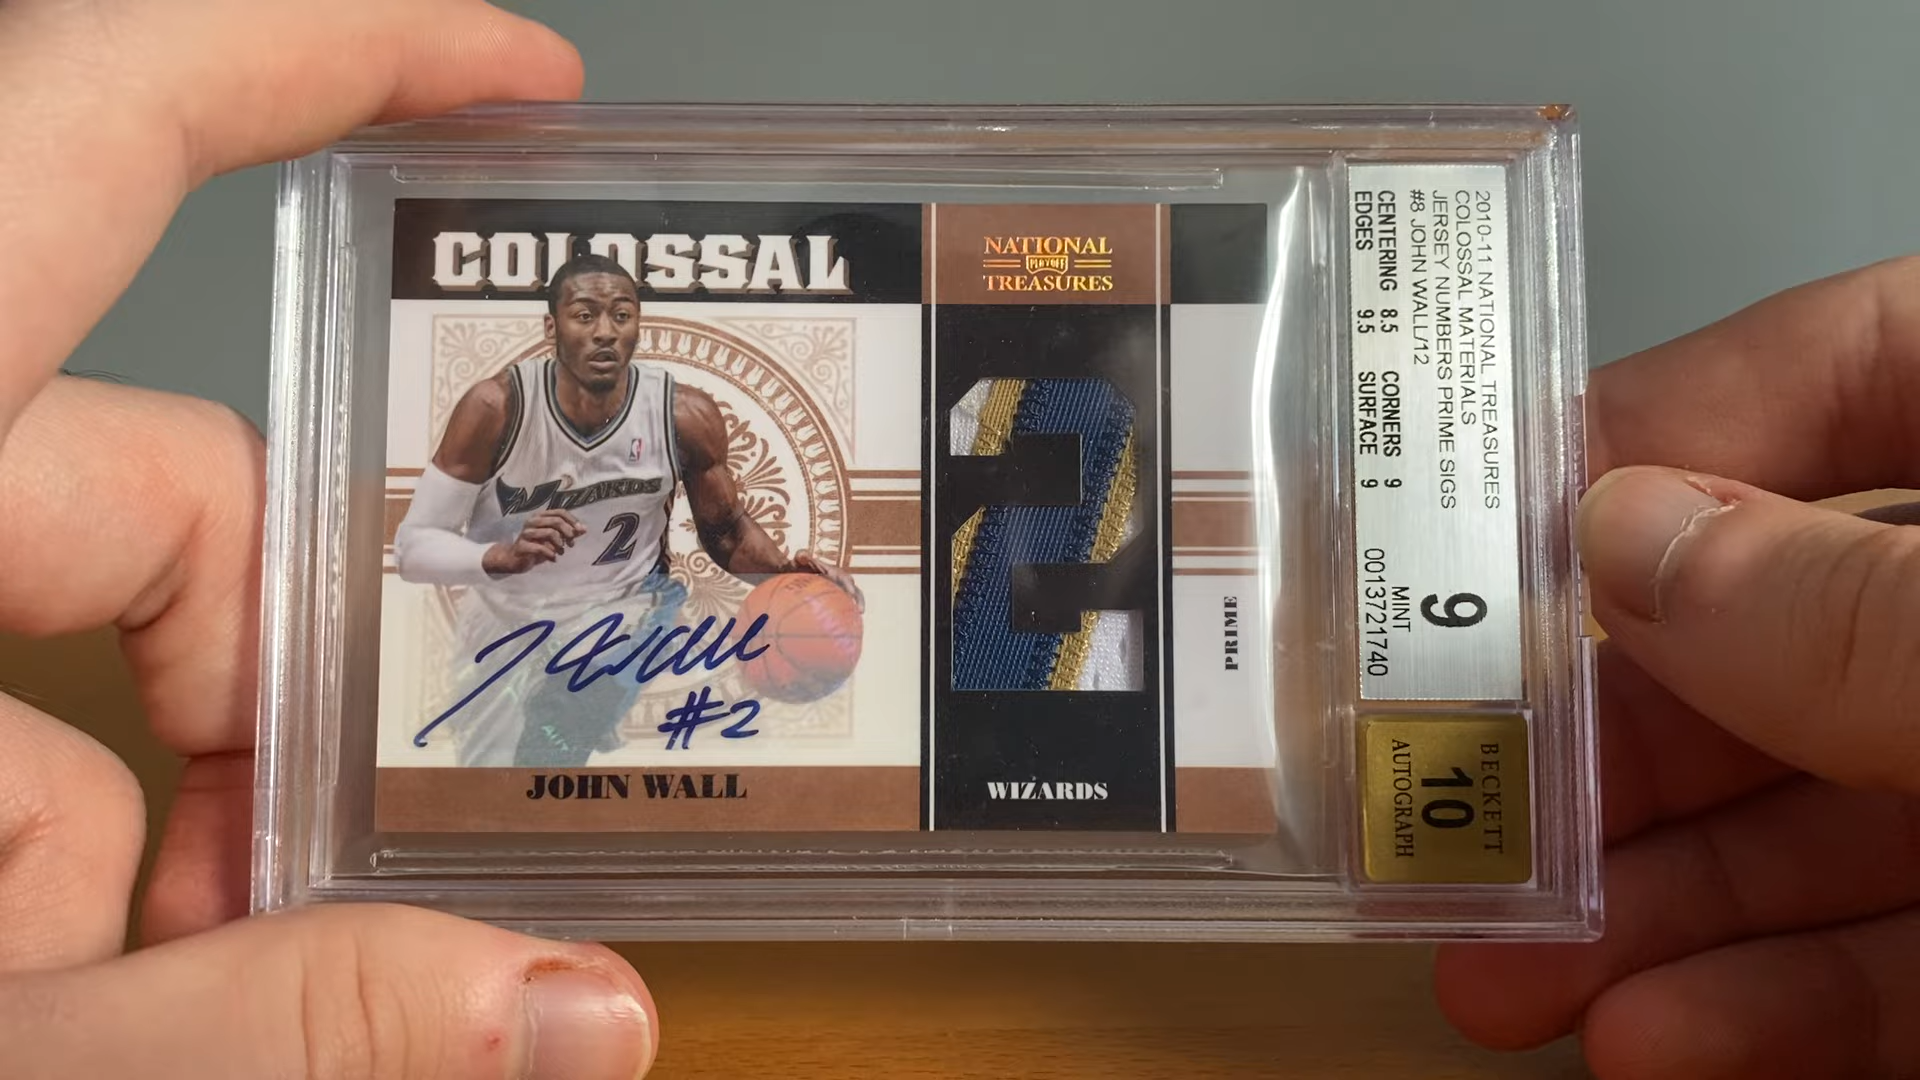 COLOSSAL
NATIONAL
PLAYOFF
TREASURES
WIZARDS
2
#2
JOHN WALL
WIZARDS
PRIME
2010-11 NATIONAL TREASURES
COLOSSAL MATERIALS
JERSEY NUMBERS PRIME SIGS
#8 JOHN WALL/12
CENTERING 8.5 CORNERS 9
EDGES 9.5 SURFACE 9
9
MINT
0013721740
BECKETT
10
AUTOGRAPH